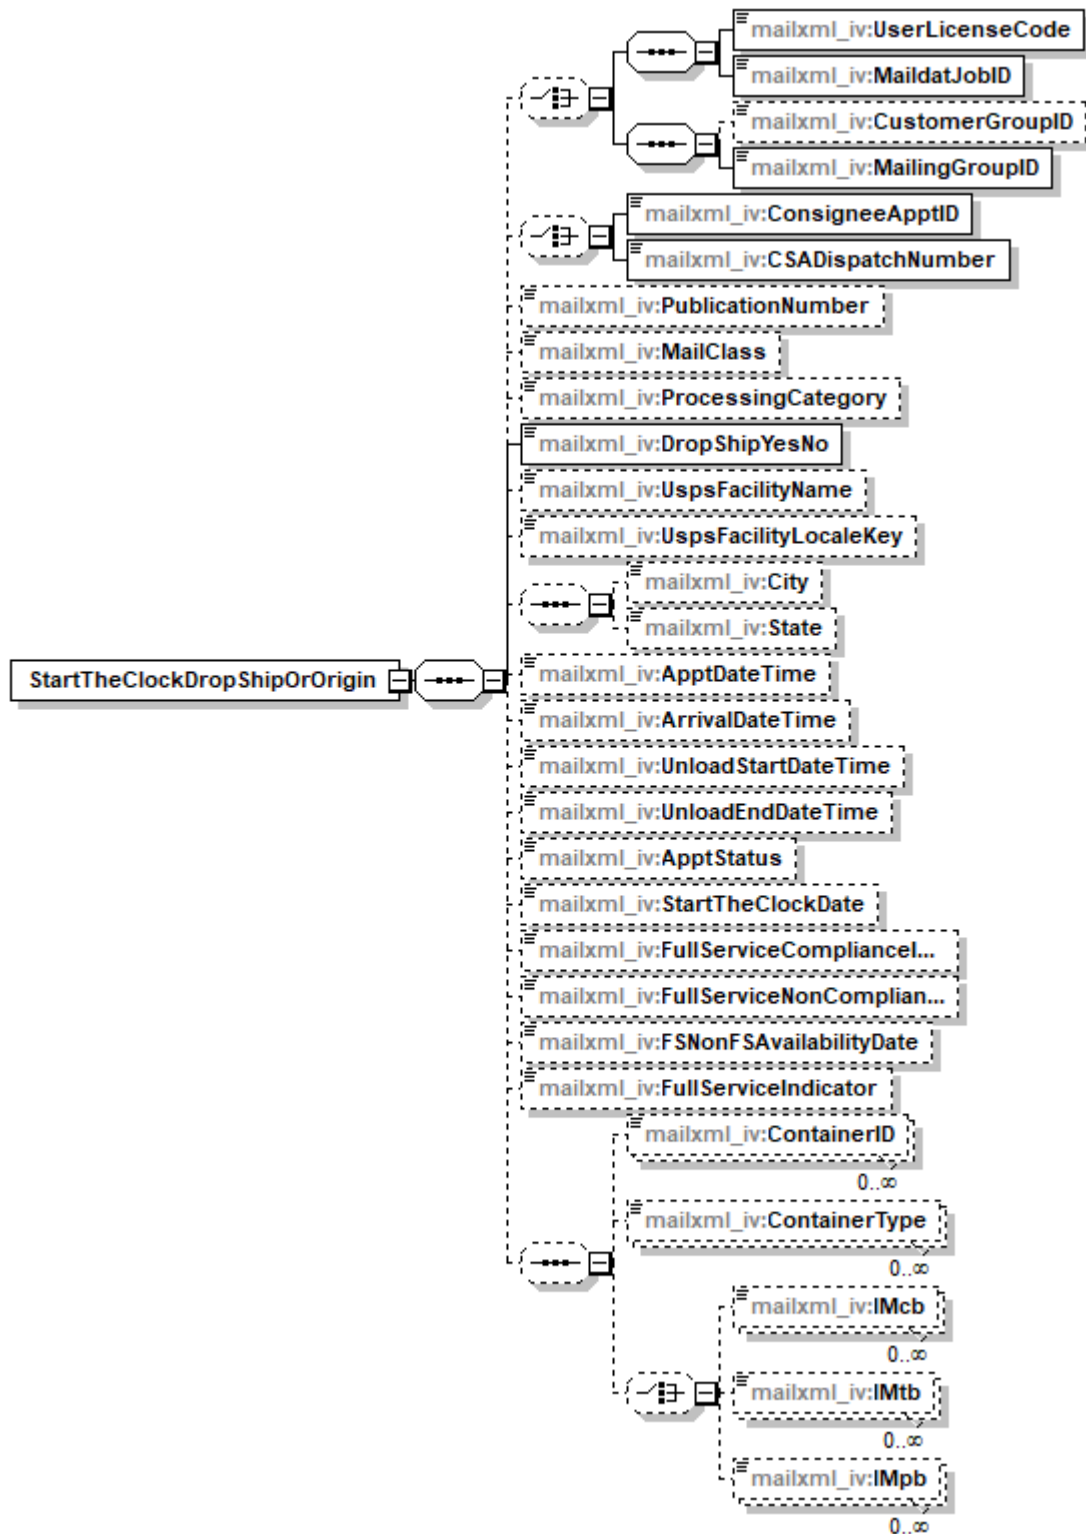 mailxml_iv:UserLicenseCode
mailxml_iv:MaildatJobID
mailxml_iv:CustomerGroupID
mailxml_iv:MailingGroupID
mailxml_iv:ConsigneeApptID
mailxml_iv:CSADispatchNumber
mailxml_iv:PublicationNumber
mailxml_iv:MailClass
mailxml_iv:ProcessingCategory
mailxml_iv:DropShipYesNo
mailxml_iv:UspsFacilityName
mailxml_iv:UspsFacilityLocaleKey
mailxml_iv:City
mailxml_iv:State
StartTheClockDropShipOrOrigin
mailxml_iv:ApptDateTime
mailxml_iv:ArrivalDateTime
mailxml_iv:UnloadStartDateTime
mailxml_iv:UnloadEndDateTime
mailxml_iv:ApptStatus
mailxml_iv:StartTheClockDate
mailxml_iv:FullServiceComplianceI...
mailxml_iv:FullServiceNonComplian...
mailxml_iv:FSNonFSAvailabilityDate
mailxml_iv:FullServiceIndicator
mailxml_iv:ContainerID
0..∞
mailxml_iv:ContainerType
0..∞
mailxml_iv:IMcb
0..∞
mailxml_iv:IMtb
0..∞
mailxml_iv:IMpb
0..∞